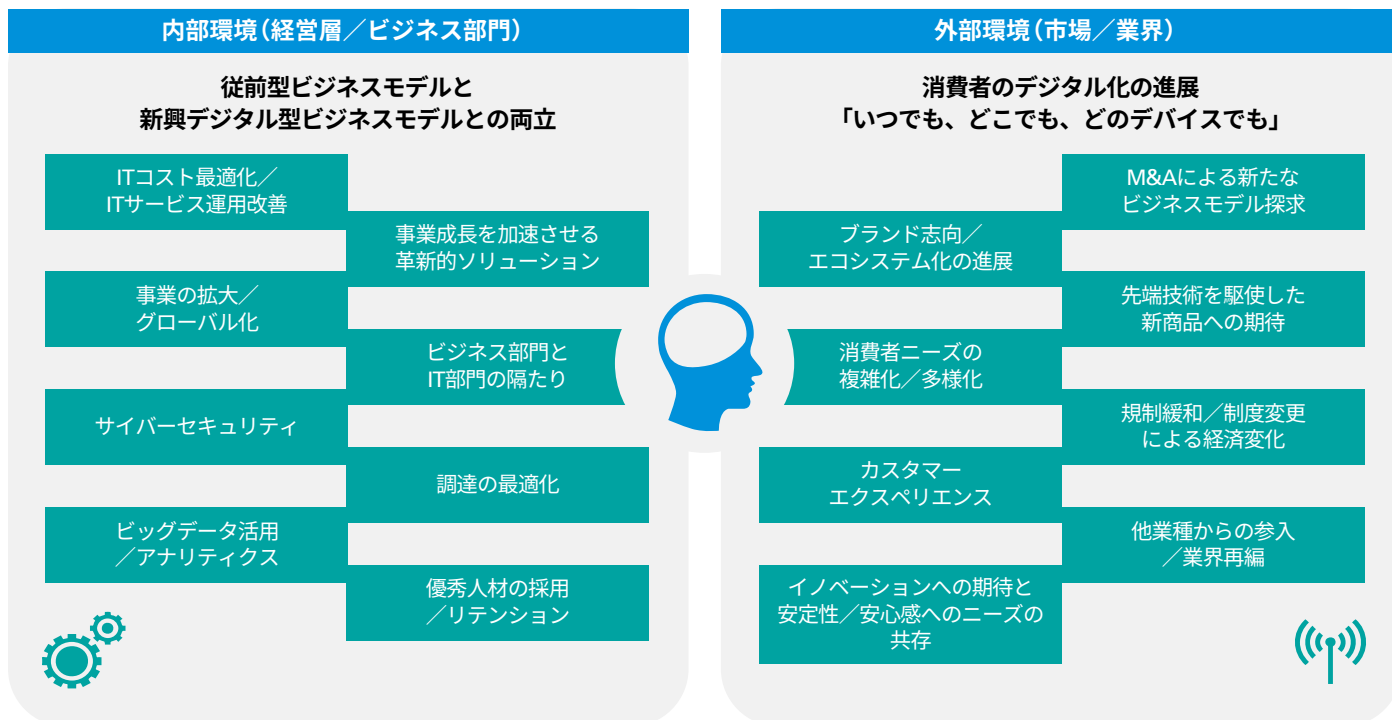 内部環境（経営層／ビジネス部門）
従前型ビジネスモデルと
新興デジタル型ビジネスモデルとの両立
ITコスト最適化／
ITサービス運用改善
事業成長を加速させる
革新的ソリューション
事業の拡大／
グローバル化
ビジネス部門と
IT部門の隔たり
サイバーセキュリティ
調達の最適化
ビッグデータ活用
／アナリティクス
優秀人材の採用
／リテンション
外部環境（市場／業界）
消費者のデジタル化の進展
「いつでも、どこでも、どのデバイスでも」
M&Aによる新たな
ビジネスモデル探求
ブランド志向／
エコシステム化の進展
先端技術を駆使した
新商品への期待
消費者ニーズの
複雑化／多様化
規制緩和／制度変更
による経済変化
カスタマー
エクスペリエンス
他業種からの参入
／業界再編
イノベーションへの期待と
安定性／安心感へのニーズの
共存